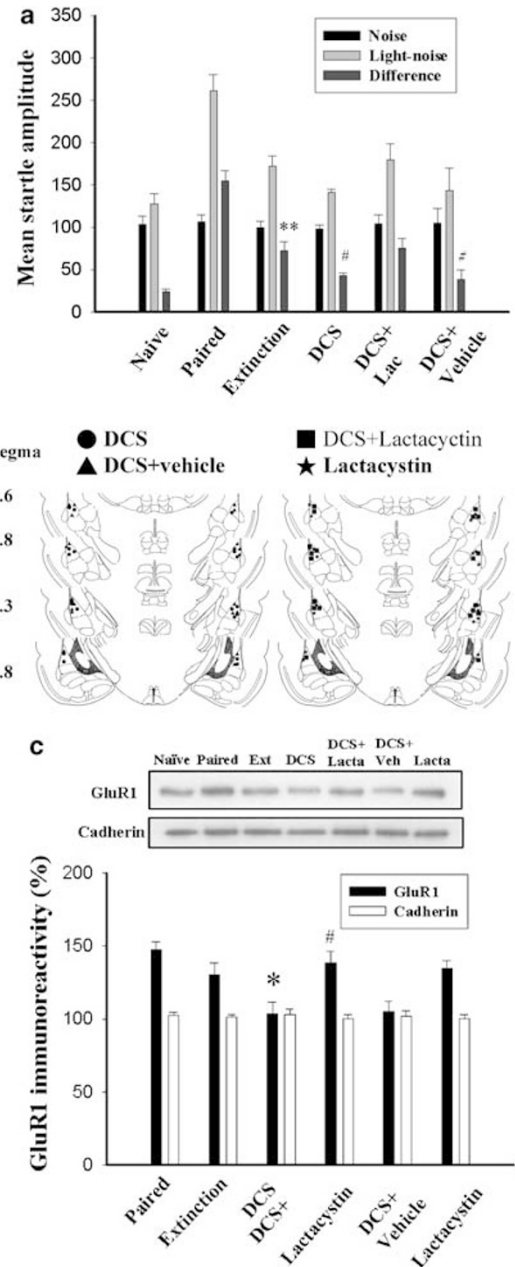 a
350
300
250
200
150
100
50
0
Mean startle amplitude
Noise
Light-noise
Difference
** # #
Naive Paired Extinction DCS DCS+ Lac DCS+ Vehicle
egma
DCS
DCS+Lactacyctin
DCS+vehicle
Lactacystin
.6
.8
.3
.8
c
Naïve Paired Ext DCS DCS+ Lacta DCS+ Veh Lacta
GluR1
Cadherin
200
150
100
50
0
GluR1 immunoreactivity (%)
GluR1
Cadherin
* #
Paired Extinction DCS DCS+ Lactacystin DCS+ Vehicle Lactacystin